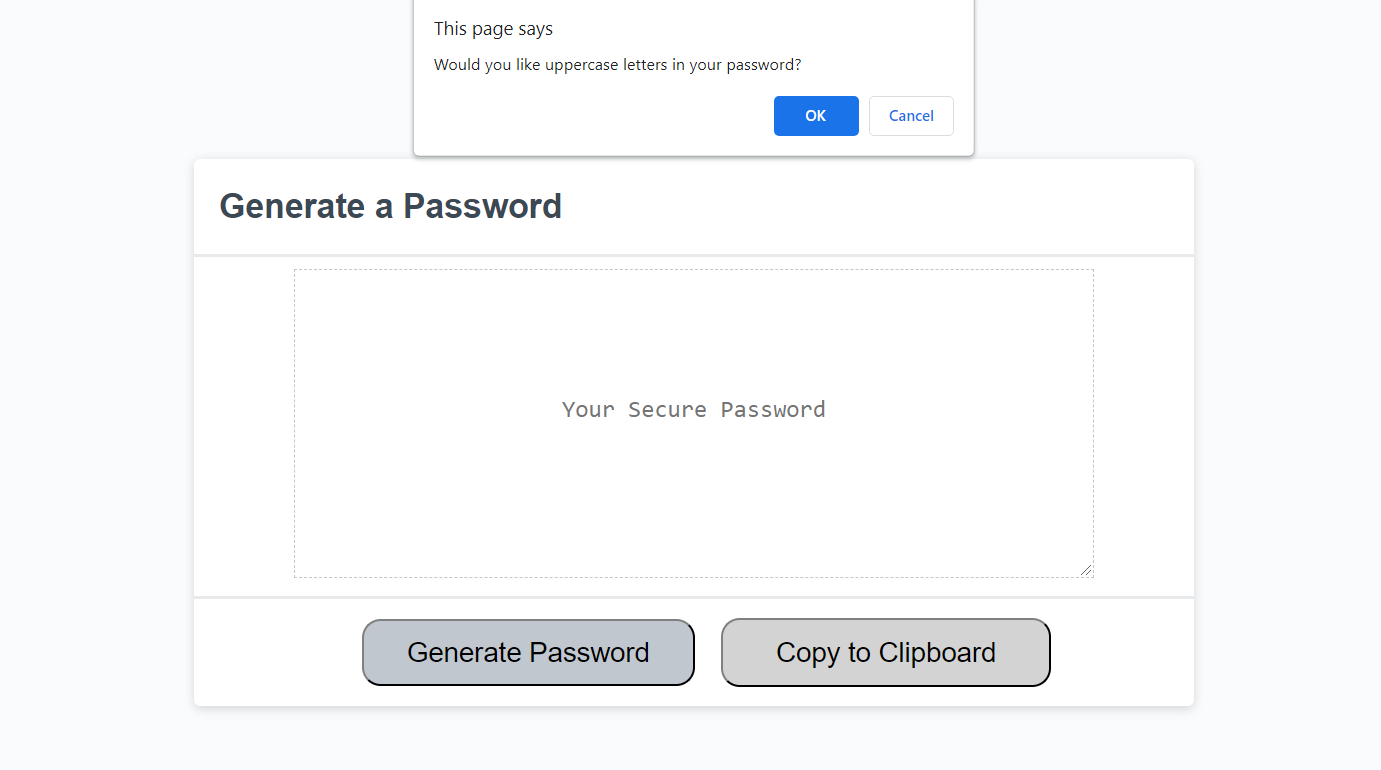 This page says
Would you like uppercase letters in your password?
OK Cancel
Generate a Password
Your Secure Password
Generate Password Copy to Clipboard